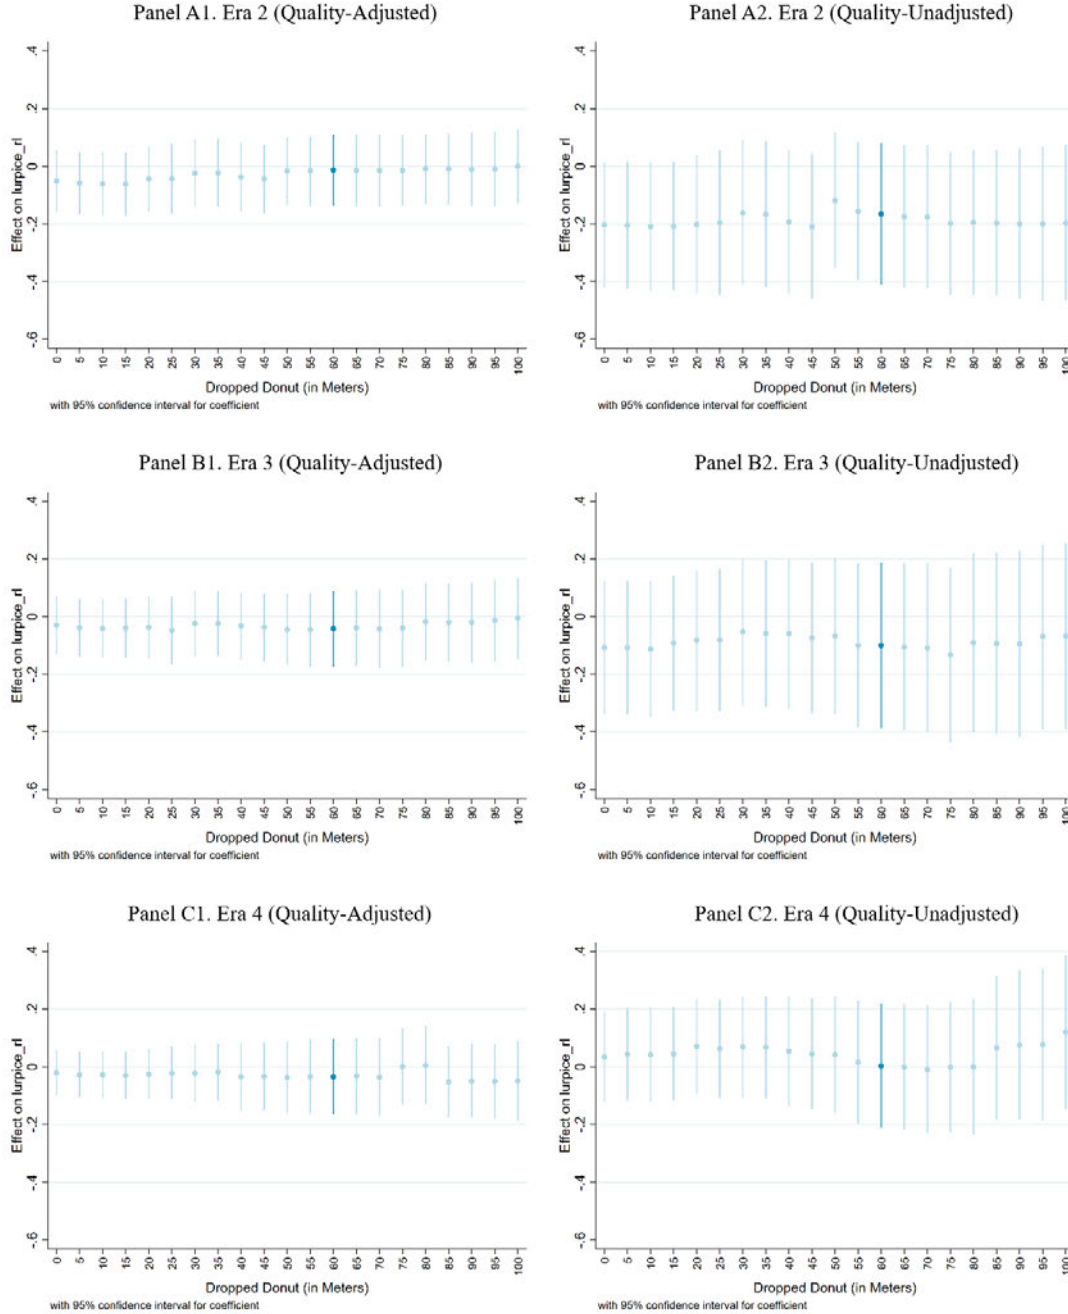 Panel A1. Era 2 (Quality-Adjusted)
Effect on lurpice_rl
.4
.2
0
-.2
-.4
-.6
0 5 10 15 20 25 30 35 40 45 50 55 60 65 70 75 80 85 90 95 100
Dropped Donut (in Meters)
with 95% confidence interval for coefficient
Panel A2. Era 2 (Quality-Unadjusted)
Effect on lurpice_rl
.4
.2
0
-.2
-.4
-.6
0 5 10 15 20 25 30 35 40 45 50 55 60 65 70 75 80 85 90 95 100
Dropped Donut (in Meters)
with 95% confidence interval for coefficient
Panel B1. Era 3 (Quality-Adjusted)
Effect on lurpice_rl
.4
.2
0
-.2
-.4
-.6
0 5 10 15 20 25 30 35 40 45 50 55 60 65 70 75 80 85 90 95 100
Dropped Donut (in Meters)
with 95% confidence interval for coefficient
Panel B2. Era 3 (Quality-Unadjusted)
Effect on lurpice_rl
.4
.2
0
-.2
-.4
-.6
0 5 10 15 20 25 30 35 40 45 50 55 60 65 70 75 80 85 90 95 100
Dropped Donut (in Meters)
with 95% confidence interval for coefficient
Panel C1. Era 4 (Quality-Adjusted)
Effect on lurpice_rl
.4
.2
0
-.2
-.4
-.6
0 5 10 15 20 25 30 35 40 45 50 55 60 65 70 75 80 85 90 95 100
Dropped Donut (in Meters)
with 95% confidence interval for coefficient
Panel C2. Era 4 (Quality-Unadjusted)
Effect on lurpice_rl
.4
.2
0
-.2
-.4
-.6
0 5 10 15 20 25 30 35 40 45 50 55 60 65 70 75 80 85 90 95 100
Dropped Donut (in Meters)
with 95% confidence interval for coefficient